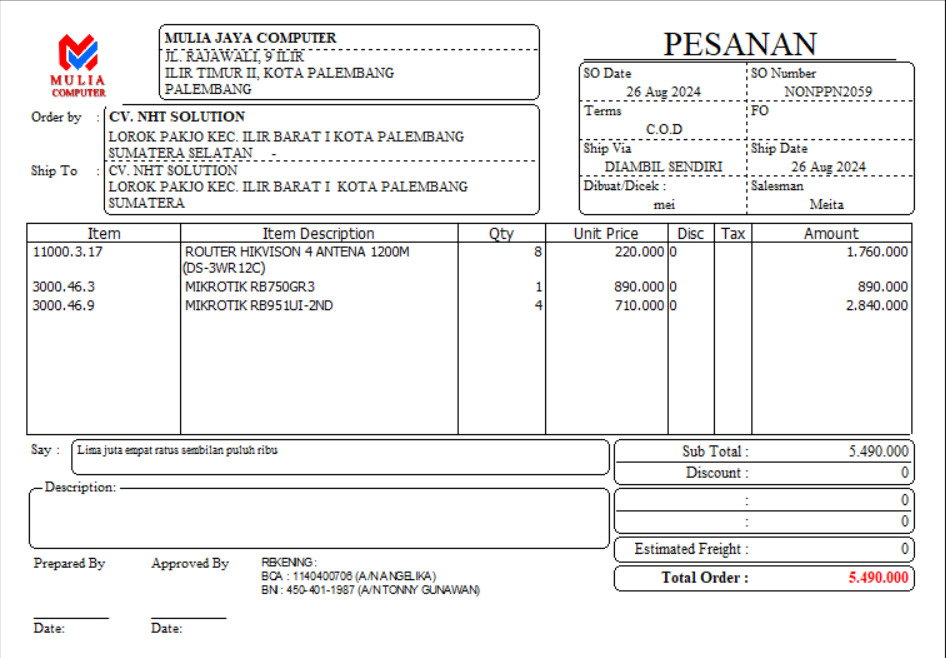 MULIA
COMPUTER
MULIA JAYA COMPUTER
JL. RAJAWALI, 9 ILIR
ILIR TIMUR II, KOTA PALEMBANG
PALEMBANG
PESANAN
SO Date
26 Aug 2024
SO Number
NONPPN2059
Terms
C.O.D
FO
Ship Via
DIAMBIL SENDIRI
Ship Date
26 Aug 2024
Dibuat/Dicek :
mei
Salesman
Meita
Order by : CV. NHT SOLUTION
LOROK PAKJO KEC. ILIR BARAT I KOTA PALEMBANG
SUMATERA SELATAN -
Ship To : CV. NHT SOLUTION
LOROK PAKJO KEC. ILIR BARAT I KOTA PALEMBANG
SUMATERA
Item Item Description Qty Unit Price Disc Tax Amount
11000.3.17 ROUTER HIKVISON 4 ANTENA 1200M 8 220.000 0 1.760.000
(DS-3WR12C)
3000.46.3 MIKROTIK RB750GR3 1 890.000 0 890.000
3000.46.9 MIKROTIK RB951UI-2ND 4 710.000 0 2.840.000
Say : Lima juta empat ratus sembilan puluh ribu
Sub Total : 5.490.000
Discount : 0
: 0
: 0
Estimated Freight : 0
Total Order : 5.490.000
Description:
Prepared By Approved By
REKENING :
BCA : 1140400706 (A/N ANGELIKA)
BNI : 450-401-1987 (A/N TONNY GUNAWAN)
Date: Date: